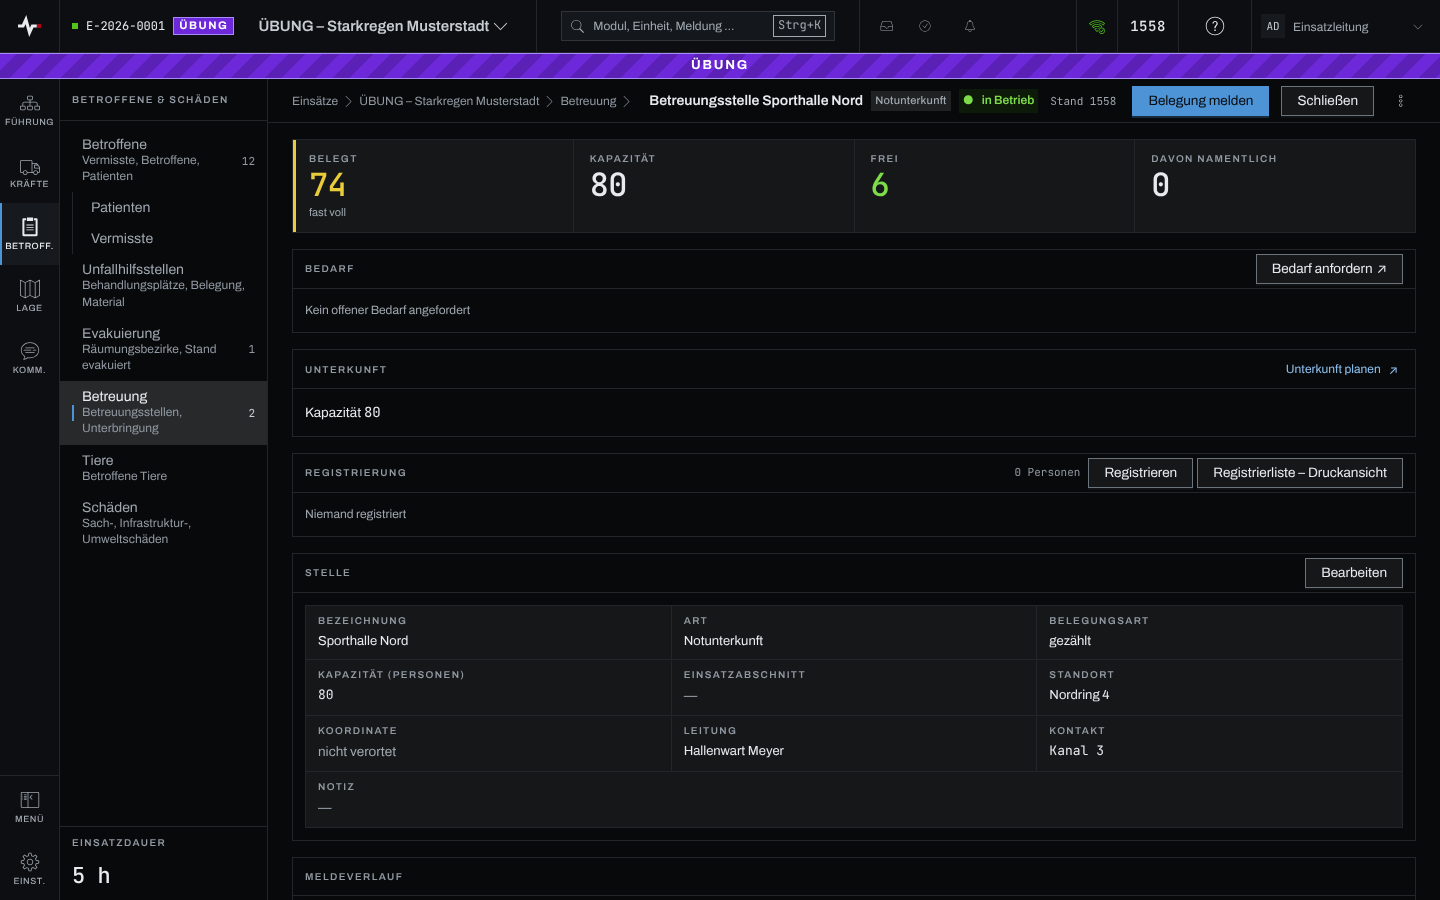 E-2026-0001 ÜBUNG
ÜBUNG – Starkregen Musterstadt
Modul, Einheit, Meldung ... Strg+K
1558
?
AD Einsatzleitung
ÜBUNG
FÜHRUNG
KRÄFTE
BETROFF.
LAGE
KOMM.
MENÜ
EINST.
BETROFFENE & SCHÄDEN
Betroffene
Vermisste, Betroffene,
Patienten
12
Patienten
Vermisste
Unfallhilfsstellen
Behandlungsplätze, Belegung,
Material
Evakuierung
Räumungsbezirke, Stand
evakuiert
1
Betreuung
Betreuungsstellen,
Unterbringung
2
Tiere
Betroffene Tiere
Schäden
Sach-, Infrastruktur-,
Umweltschäden
EINSATZDAUER
5 h
Einsätze ÜBUNG – Starkregen Musterstadt Betreuung Betreuungsstelle Sporthalle Nord Notunterkunft in Betrieb Stand 1558 Belegung melden Schließen
BELEGT
74
fast voll
KAPAZITÄT
80
FREI
6
DAVON NAMENTLICH
0
BEDARF
Bedarf anfordern
Kein offener Bedarf angefordert
UNTERKUNFT
Unterkunft planen
Kapazität 80
REGISTRIERUNG
0 Personen Registrieren Registrierliste – Druckansicht
Niemand registriert
STELLE
Bearbeiten
BEZEICHNUNG
Sporthalle Nord
ART
Notunterkunft
BELEGUNGSART
gezählt
KAPAZITÄT (PERSONEN)
80
EINSATZABSCHNITT
—
STANDORT
Nordring 4
KOORDINATE
nicht verortet
LEITUNG
Hallenwart Meyer
KONTAKT
Kanal 3
NOTIZ
—
MELDEVERLAUF